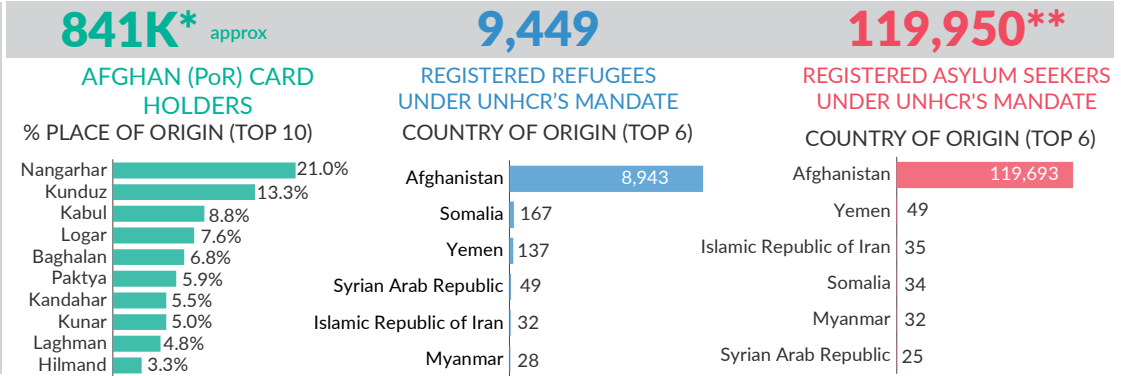 841K* approx
AFGHAN (PoR) CARD
HOLDERS
% PLACE OF ORIGIN (TOP 10)
Nangarhar 21.0%
Kunduz 13.3%
Kabul 8.8%
Logar 7.6%
Baghalan 6.8%
Paktya 5.9%
Kandahar 5.5%
Kunar 5.0%
Laghman 4.8%
Hilmand 3.3%
9,449
REGISTERED REFUGEES
UNDER UNHCR’S MANDATE
COUNTRY OF ORIGIN (TOP 6)
Afghanistan 8,943
Somalia 167
Yemen 137
Syrian Arab Republic 49
Islamic Republic of Iran 32
Myanmar 28
119,950**
REGISTERED ASYLUM SEEKERS
UNDER UNHCR'S MANDATE
COUNTRY OF ORIGIN (TOP 6)
Afghanistan 119,693
Yemen 49
Islamic Republic of Iran 35
Somalia 34
Myanmar 32
Syrian Arab Republic 25